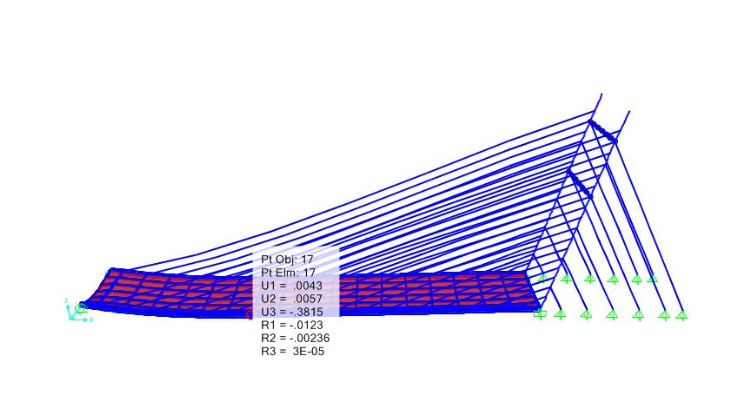 Pt Obj: 17
Pt Elm: 17
U1 = .0043
U2 = .0057
U3 = -.3815
R1 = -.0123
R2 = -.00236
R3 = 3E-05